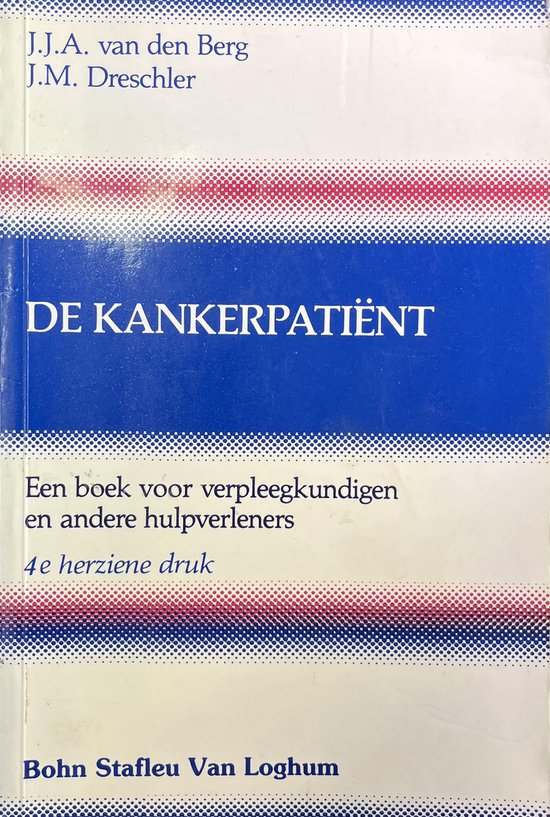 J.J.A. van den Berg
J.M. Dreschler
DE KANKERPATIËNT
Een boek voor verpleegkundigen
en andere hulpverleners
4e herziene druk
Bohn Stafleu Van Loghum